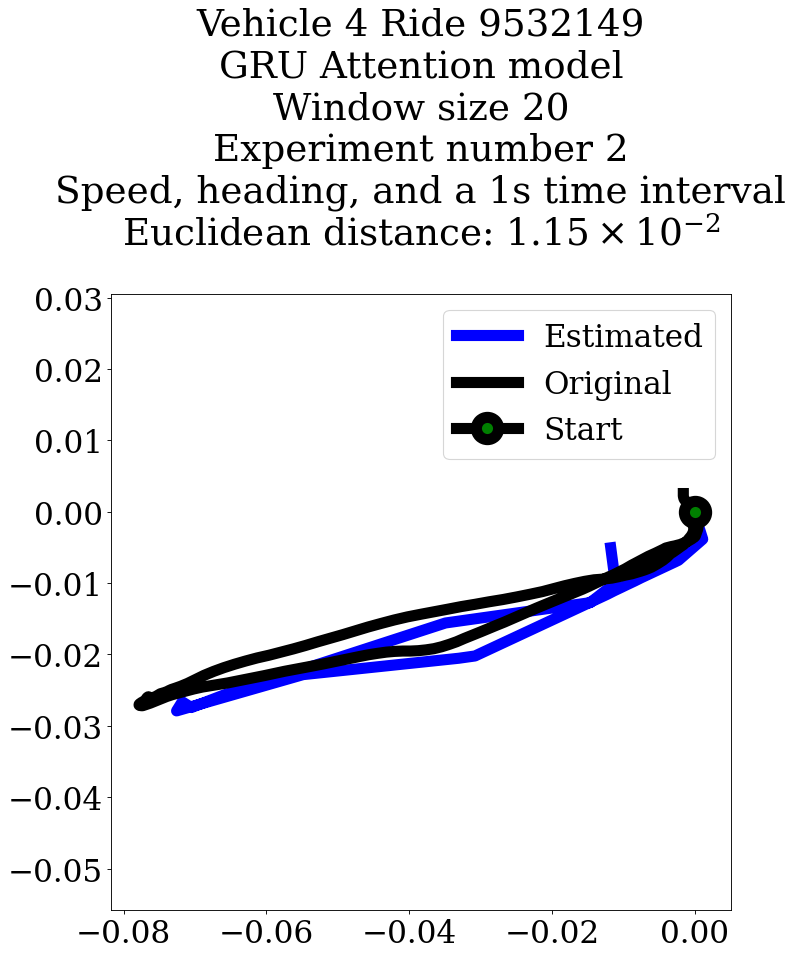 Vehicle 4 Ride 9532149
GRU Attention model
Window size 20
Experiment number 2
Speed, heading, and a 1s time interval
Euclidean distance: 1.15 × 10⁻²
Estimated
Original
Start
0.03
0.02
0.01
0.00
−0.01
−0.02
−0.03
−0.04
−0.05
−0.08 −0.06 −0.04 −0.02 0.00